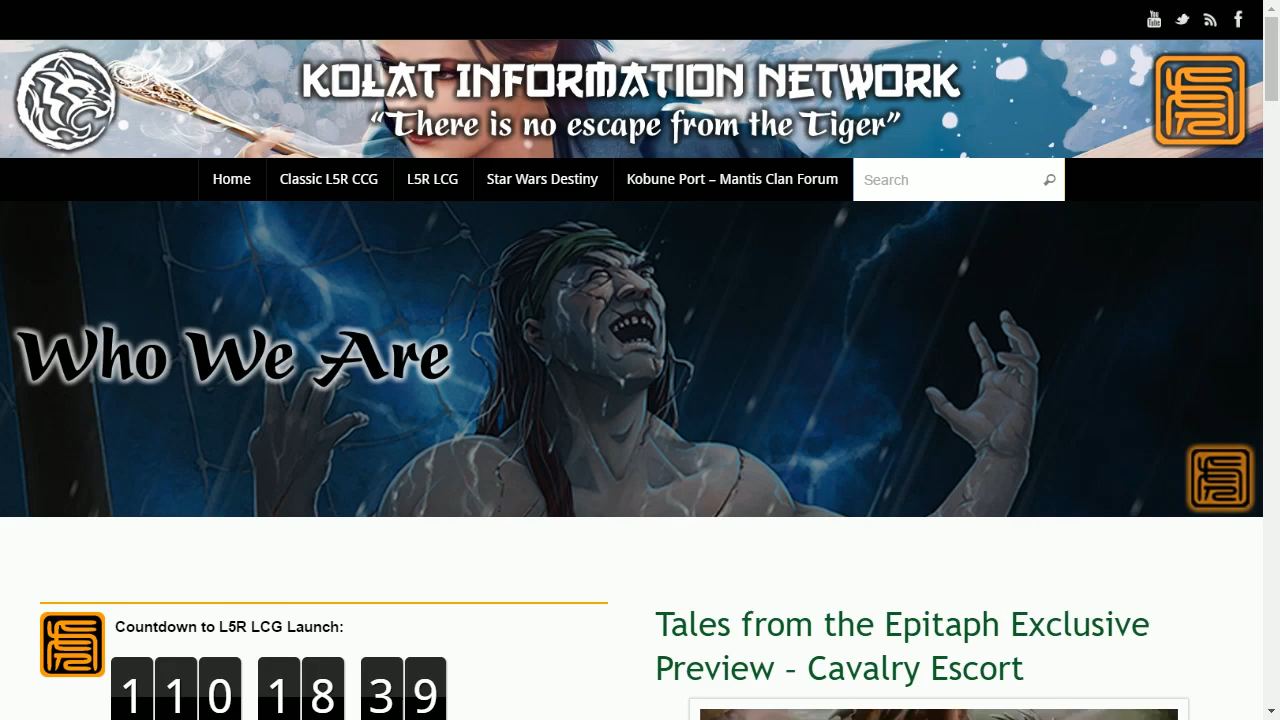 You
Tube
KOLAT INFORMATION NETWORK
“There is no escape from the Tiger”
Home
Classic L5R CCG
L5R LCG
Star Wars Destiny
Kobune Port – Mantis Clan Forum
Search
Who We Are
Countdown to L5R LCG Launch:
110 18 39
Tales from the Epitaph Exclusive
Preview – Cavalry Escort